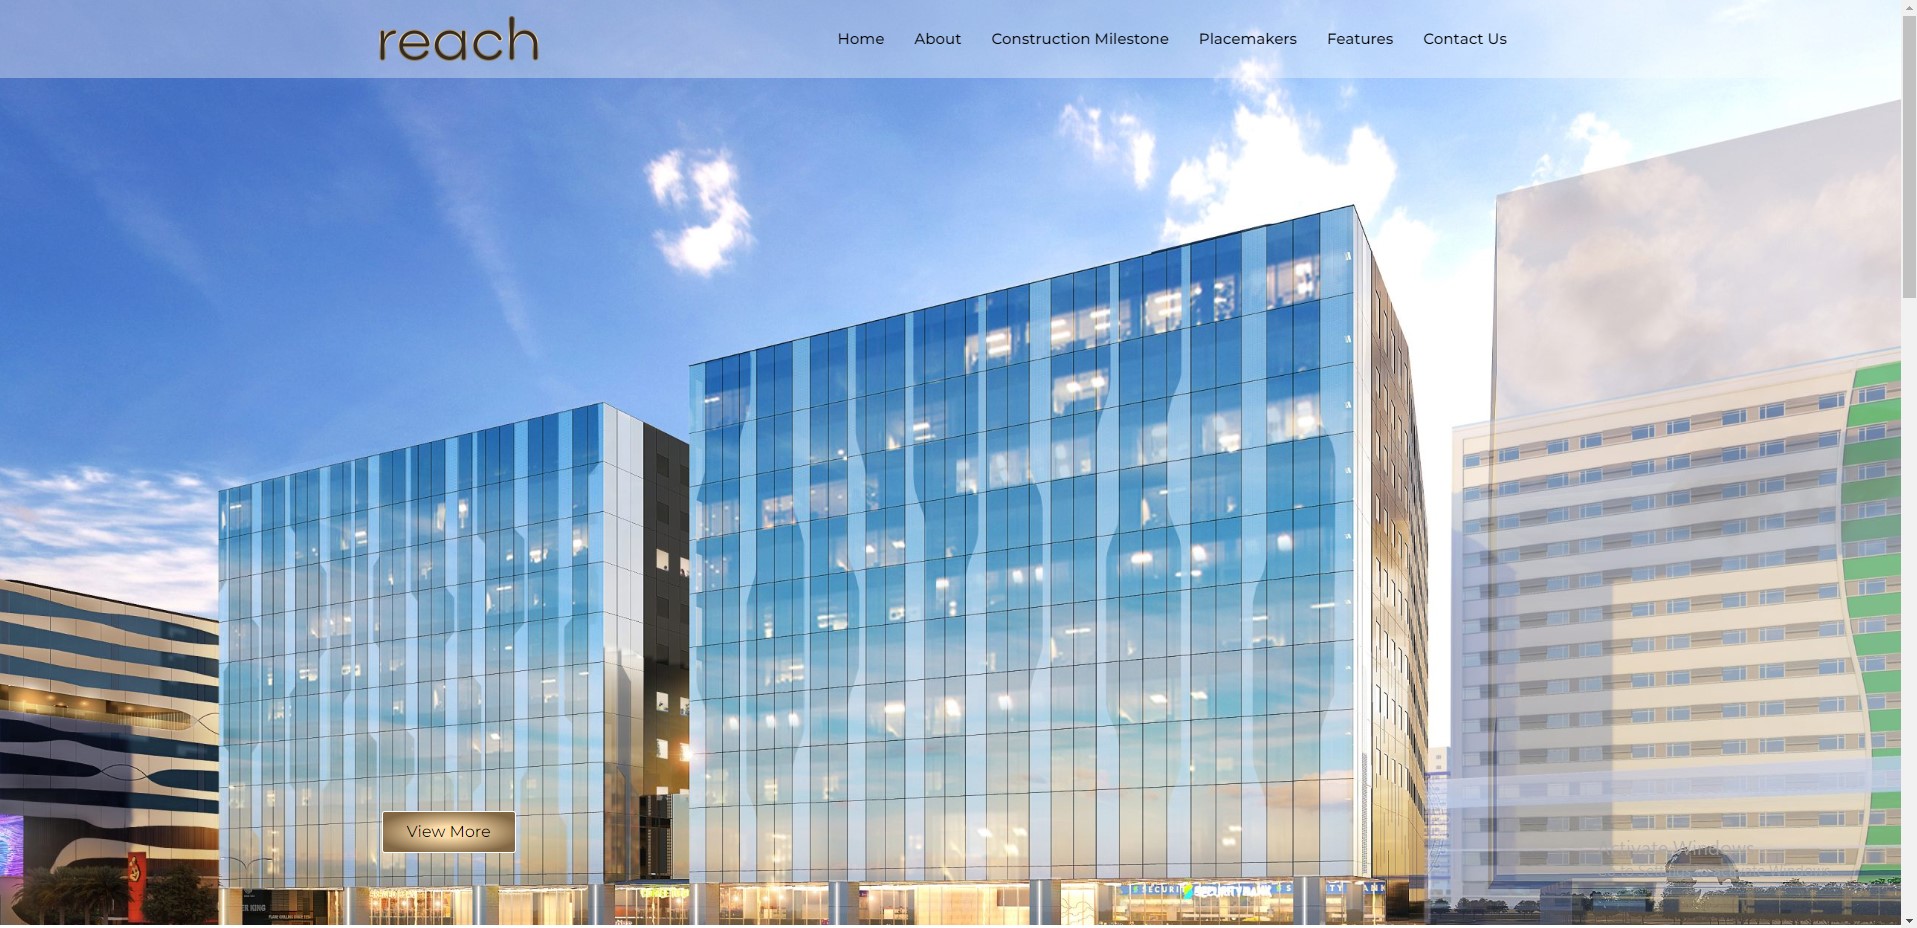 reach
Home
About
Construction Milestone
Placemakers
Features
Contact Us
View More
SECURITY BANK
Activate Windows